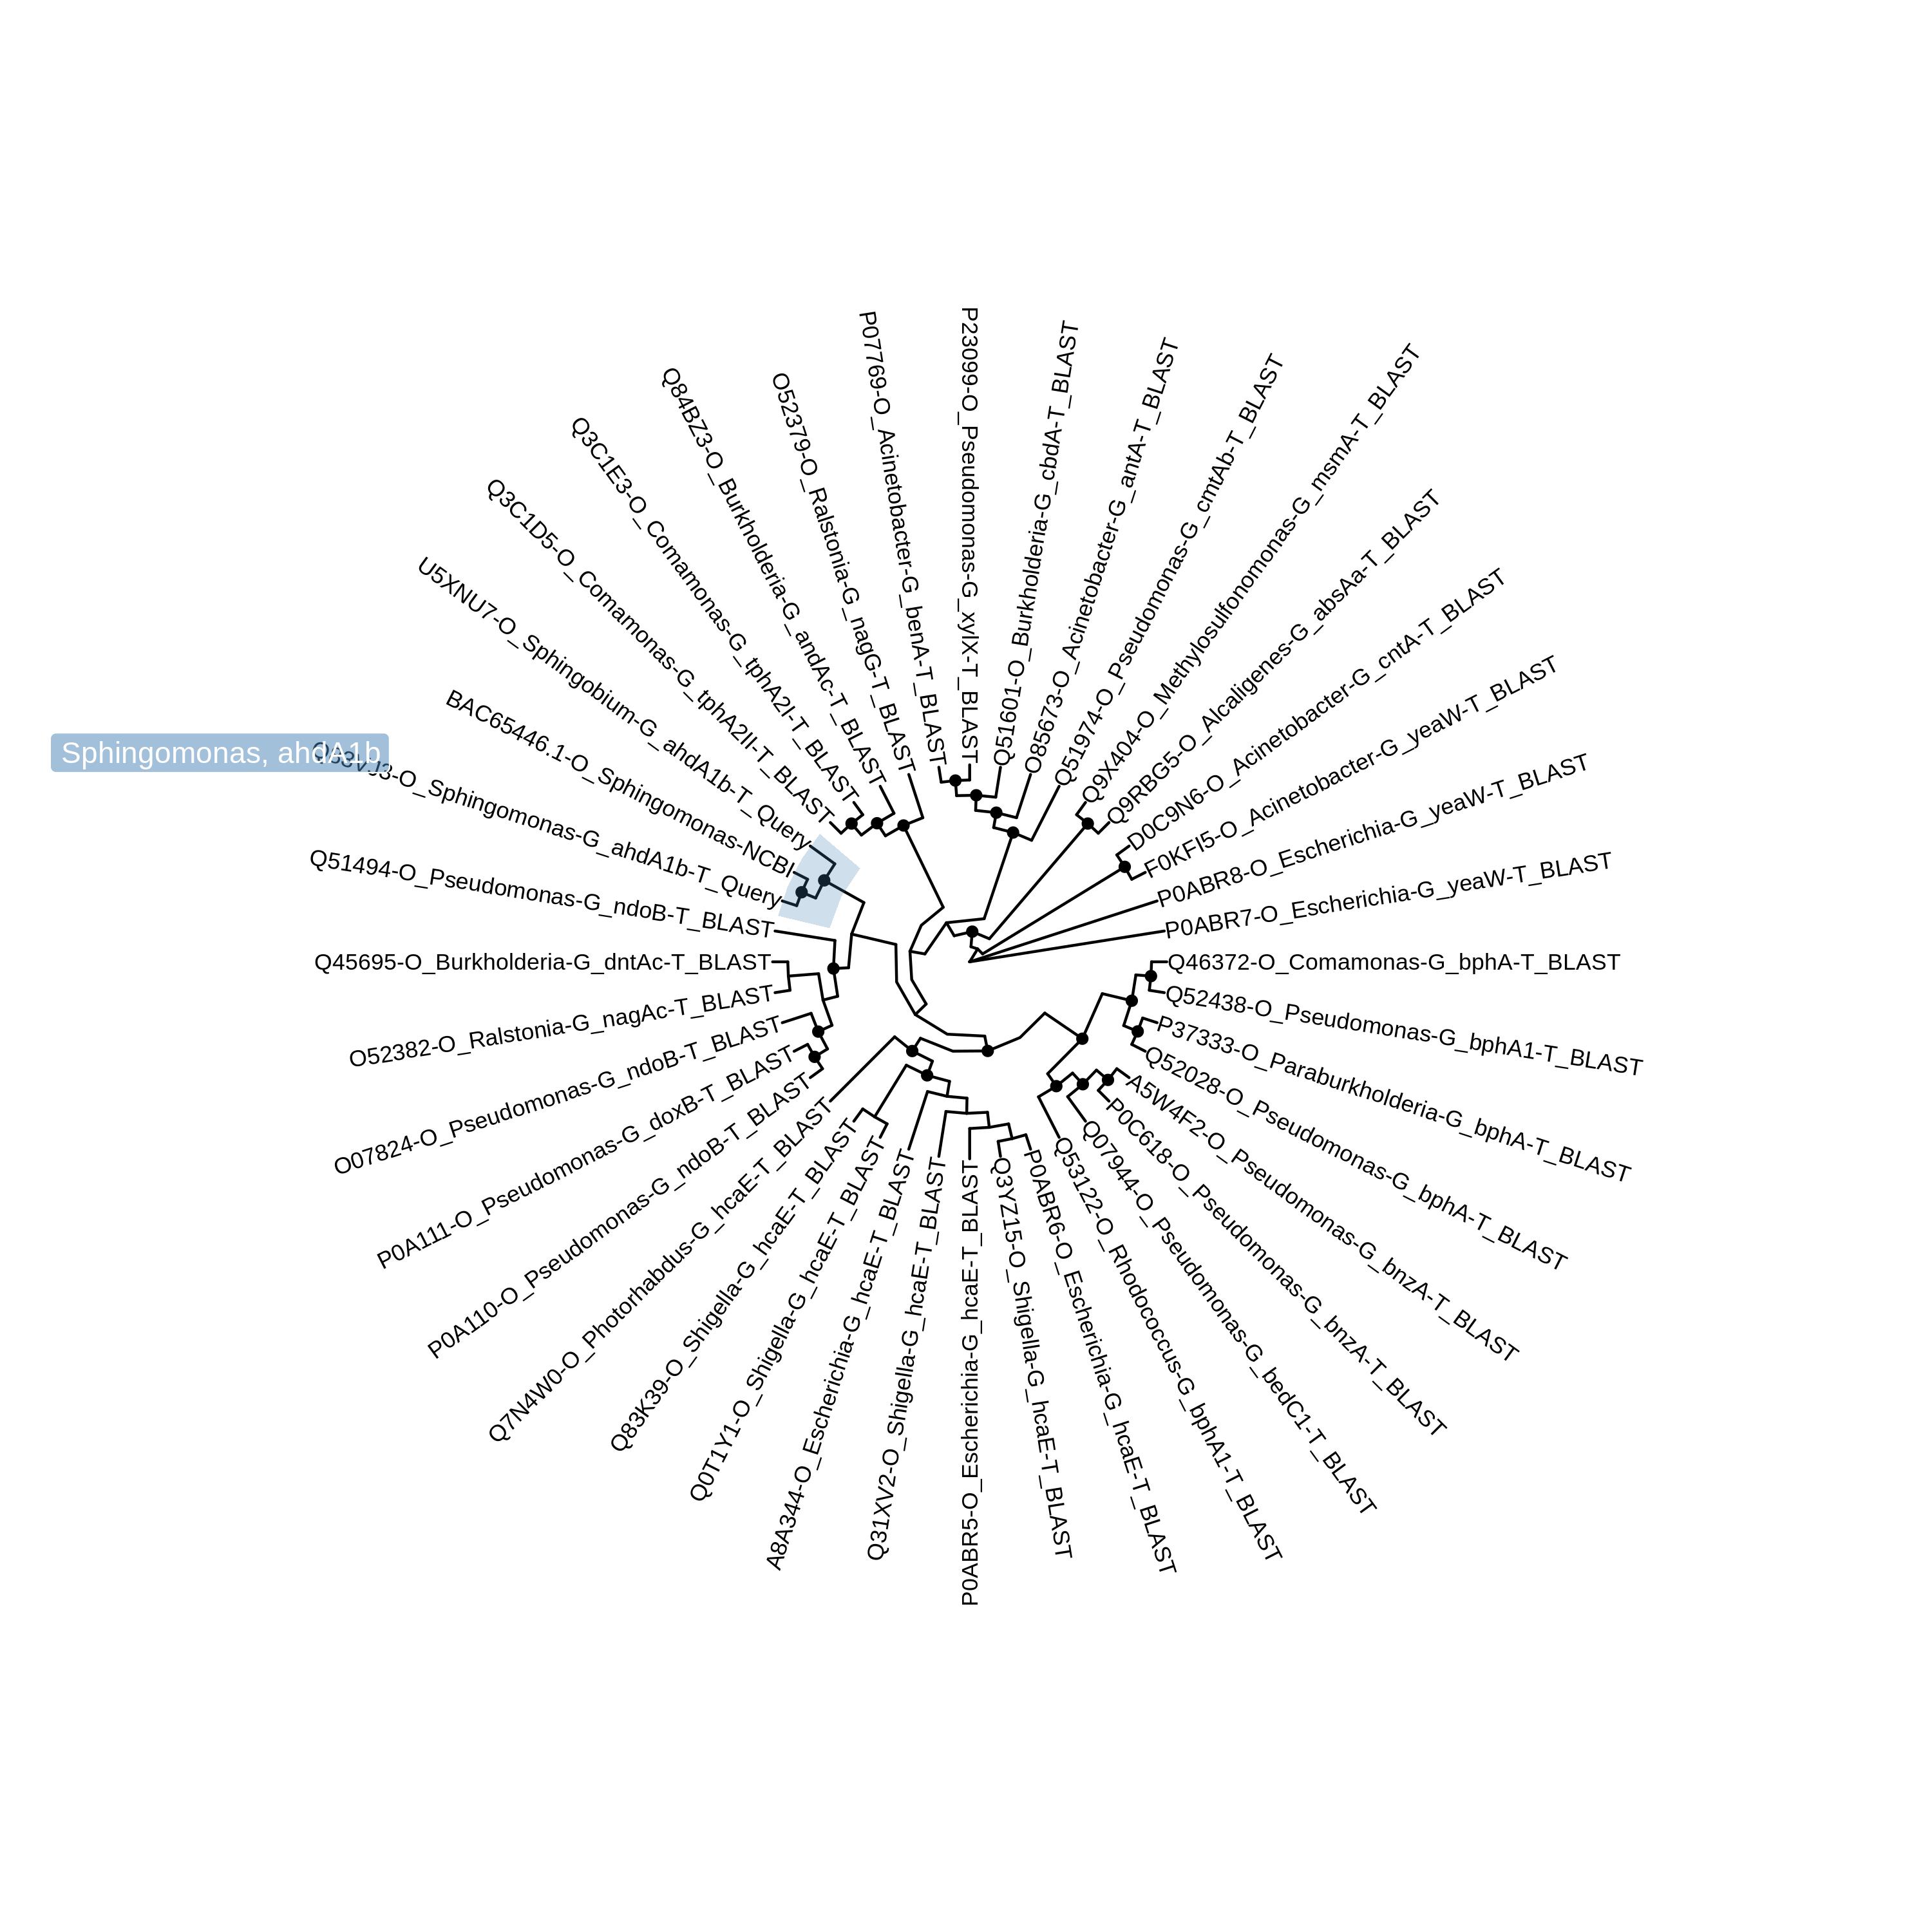 P23099-O_Pseudomonas-G_xylX-T_BLAST
Q51601-O_Burkholderia-G_cbdA-T_BLAST
O85673-O_Acinetobacter-G_antA-T_BLAST
Q51974-O_Pseudomonas-G_cmtAb-T_BLAST
Q9X404-O_Methylosulfonomonas-G_msmA-T_BLAST
Q9RBG5-O_Alcaligenes-G_absAa-T_BLAST
D0C9N6-O_Acinetobacter-G_cntA-T_BLAST
F0KFI5-O_Acinetobacter-G_yeaW-T_BLAST
P0ABR8-O_Escherichia-G_yeaW-T_BLAST
P0ABR7-O_Escherichia-G_yeaW-T_BLAST
Q46372-O_Comamonas-G_bphA-T_BLAST
Q52438-O_Pseudomonas-G_bphA1-T_BLAST
P37333-O_Paraburkholderia-G_bphA-T_BLAST
Q52028-O_Pseudomonas-G_bphA-T_BLAST
A5W4F2-O_Pseudomonas-G_bnzA-T_BLAST
P0C618-O_Pseudomonas-G_bnzA-T_BLAST
Q07944-O_Pseudomonas-G_bedC1-T_BLAST
Q53122-O_Rhodococcus-G_bphA1-T_BLAST
P0ABR6-O_Escherichia-G_hcaE-T_BLAST
Q3YZ15-O_Shigella-G_hcaE-T_BLAST
P0ABR5-O_Escherichia-G_hcaE-T_BLAST
Q31XV2-O_Shigella-G_hcaE-T_BLAST
A8A344-O_Escherichia-G_hcaE-T_BLAST
Q0T1Y1-O_Shigella-G_hcaE-T_BLAST
Q83K39-O_Shigella-G_hcaE-T_BLAST
Q7N4W0-O_Photorhabdus-G_hcaE-T_BLAST
P0A110-O_Pseudomonas-G_ndoB-T_BLAST
P0A111-O_Pseudomonas-G_doxB-T_BLAST
O07824-O_Pseudomonas-G_ndoB-T_BLAST
O52382-O_Ralstonia-G_nagAc-T_BLAST
Q45695-O_Burkholderia-G_dntAc-T_BLAST
Q51494-O_Pseudomonas-G_ndoB-T_BLAST
Sphingomonas, ahdA1b
BAC65446.1-O_Sphingomonas-NCBI
U5XNU7-O_Sphingobium-G_ahdA1b-T_Query
Q3C1D5-O_Comamonas-G_tphA2II-T_BLAST
Q3C1E3-O_Comamonas-G_tphA2I-T_BLAST
Q84BZ3-O_Burkholderia-G_andAc-T_BLAST
O52379-O_Ralstonia-G_nagG-T_BLAST
P07769-O_Acinetobacter-G_benA-T_BLAST